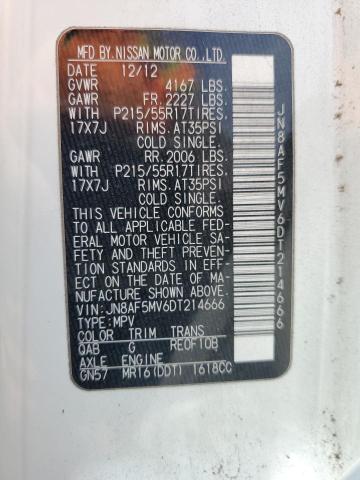 MFD.BY.NISSAN MOTOR CO.,LTD.
DATE 12/12
GVWR 4167 LBS.
GAWR FR.2227 LBS.
WITH P215/55R17TIRES.
17X7J RIMS.AT35PSI
COLD SINGLE.
GAWR RR.2006 LBS.
WITH P215/55R17TIRES.
17X7J RIMS.AT35PSI
COLD SINGLE.
THIS VEHICLE CONFORMS
TO ALL APPLICABLE FED-
ERAL MOTOR VEHICLE SA-
FETY AND THEFT PREVEN-
TION STANDARDS IN EFF-
ECT ON THE DATE OF MA-
NUFACTURE SHOWN ABOVE.
VIN:JN8AF5MV6DT214666
TYPE:MPV
COLOR TRIM TRANS
QAB G REOF10B
AXLE ENGINE
GN57 MR16(DDT) 1618CC
JN8AF5MV6DT214666